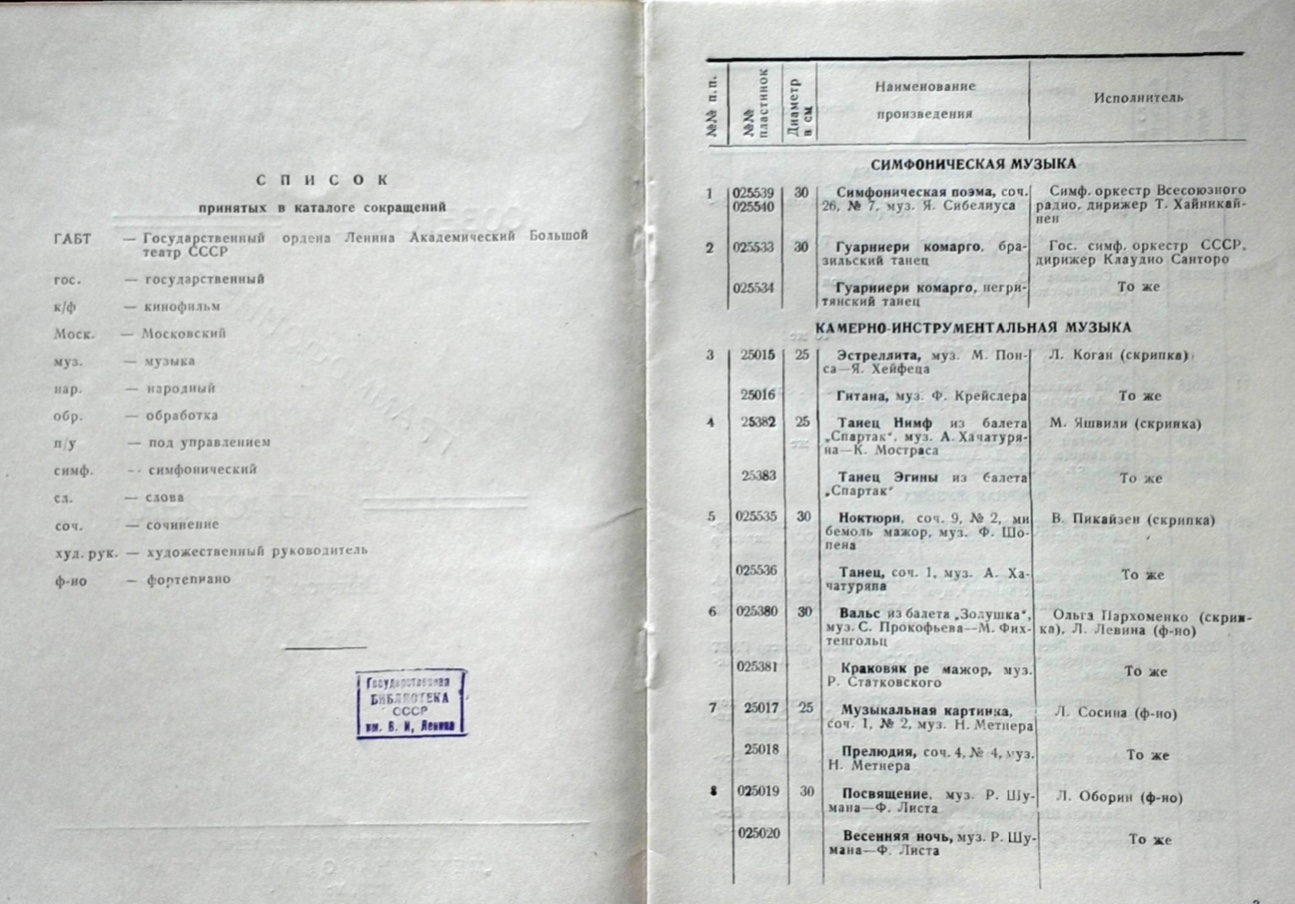 СПИСОК
принятых в каталоге сокращений
ГАБТ — Государственный ордена Ленина Академический Большой
театр СССР
гос. — государственный
к/ф — кинофильм
Моск. — Московский
муз. — музыка
нар. — народный
обр. — обработка
п/у — под управлением
симф. — симфонический
сл. — слова
соч. — сочинение
худ. рук. — художественный руководитель
ф-но — фортепиано
Государственная
БИБЛИОТЕКА
СССР
им. В. И. Ленина
№№ п.п. №№ пластинок Диаметр в см Наименование произведения Исполнитель
СИМФОНИЧЕСКАЯ МУЗЫКА
1 025539 30 Симфоническая поэма, соч. Симф. оркестр Всесоюзного
025540 26, № 7, муз. Я. Сибелиуса радио, дирижер Т. Хайникай-
нен
2 025533 30 Гуарниери комарго, бра- Гос. симф. оркестр СССР,
зильский танец дирижер Клаудио Санторо
025534 Гуарниери комарго, негри- То же
тянский танец
КАМЕРНО-ИНСТРУМЕНТАЛЬНАЯ МУЗЫКА
3 25015 25 Эстреллита, муз. М. Пон- Л. Коган (скрипка)
са—Я. Хейфеца
25016 Гитана, муз. Ф. Крейслера То же
4 25382 25 Танец Нимф из балета М. Яшвили (скрипка)
„Спартак“, муз. А. Хачатуря-
на—К. Мостраса
25383 Танец Эгины из балета То же
„Спартак“
5 025535 30 Ноктюрн, соч. 9, № 2, ми В. Пикайзен (скрипка)
бемоль мажор, муз. Ф. Шо-
пена
025536 Танец, соч. 1, муз. А. Ха- То же
чатуряна
6 025380 30 Вальс из балета „Золушка“, Ольга Пархоменко (скрип-
муз. С. Прокофьева—М. Фих- ка), Л. Левина (ф-но)
тенгольц
025381 Краковяк ре мажор, муз. То же
Р. Статковского
7 25017 25 Музыкальная картинка, Л. Сосина (ф-но)
соч. 1, № 2, муз. Н. Метнера
25018 Прелюдия, соч. 4, № 4, муз. То же
Н. Метнера
8 025019 30 Посвящение, муз. Р. Шу- Л. Оборин (ф-но)
мана—Ф. Листа
025020 Весенняя ночь, муз. Р. Шу- То же
мана—Ф. Листа